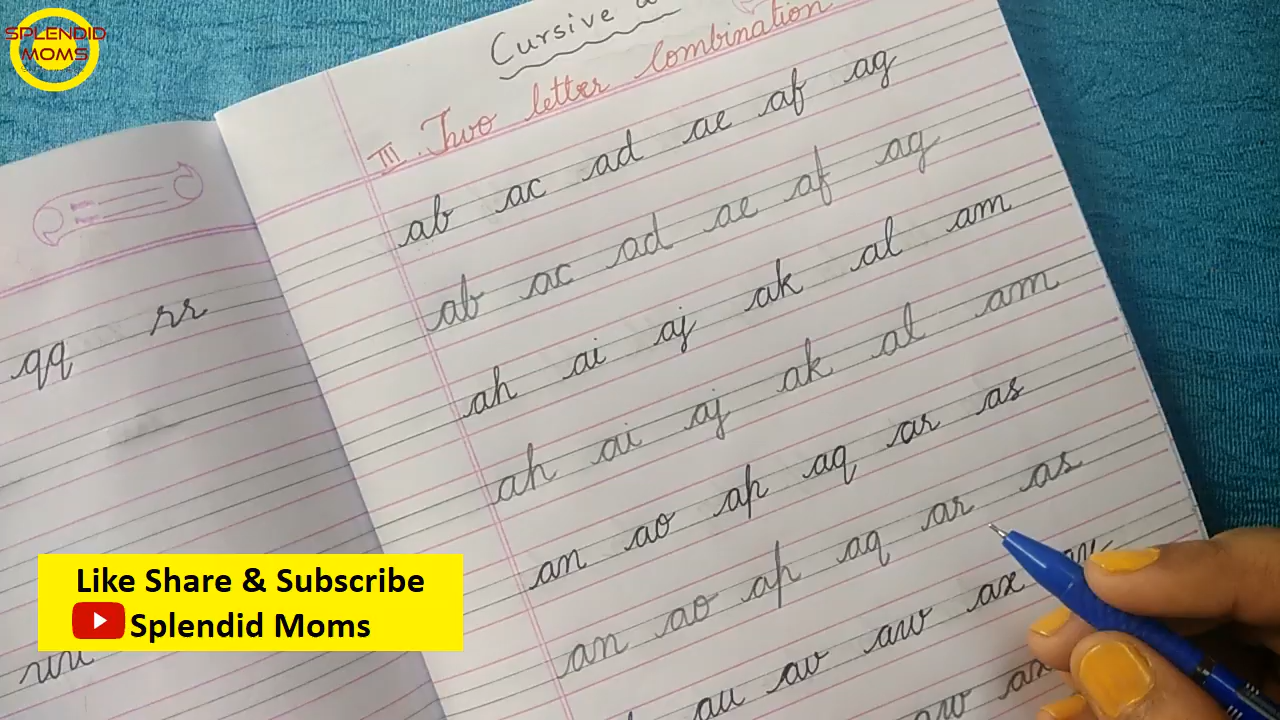 SPLENDID
MOMS
Cursive
III. Two letter combination
ab ac ad ae af ag
ab ac ad ae af ag
ah ai aj ak al am
ah ai aj ak al am
an ao ap aq ar as
an ao ap aq ar as
au av aw ax
aw
qq rr
Like Share & Subscribe
Splendid Moms